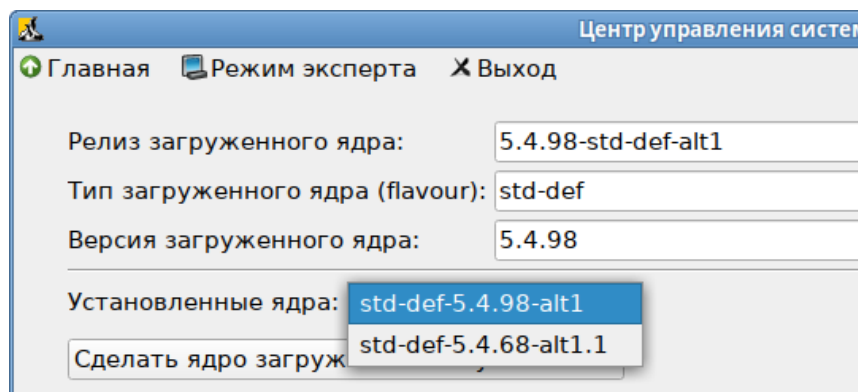 Центр управления систем
Главная Режим эксперта Выход
Релиз загруженного ядра: 5.4.98-std-def-alt1
Тип загруженного ядра (flavour): std-def
Версия загруженного ядра: 5.4.98
Установленные ядра: std-def-5.4.98-alt1
std-def-5.4.68-alt1.1
Сделать ядро загруж